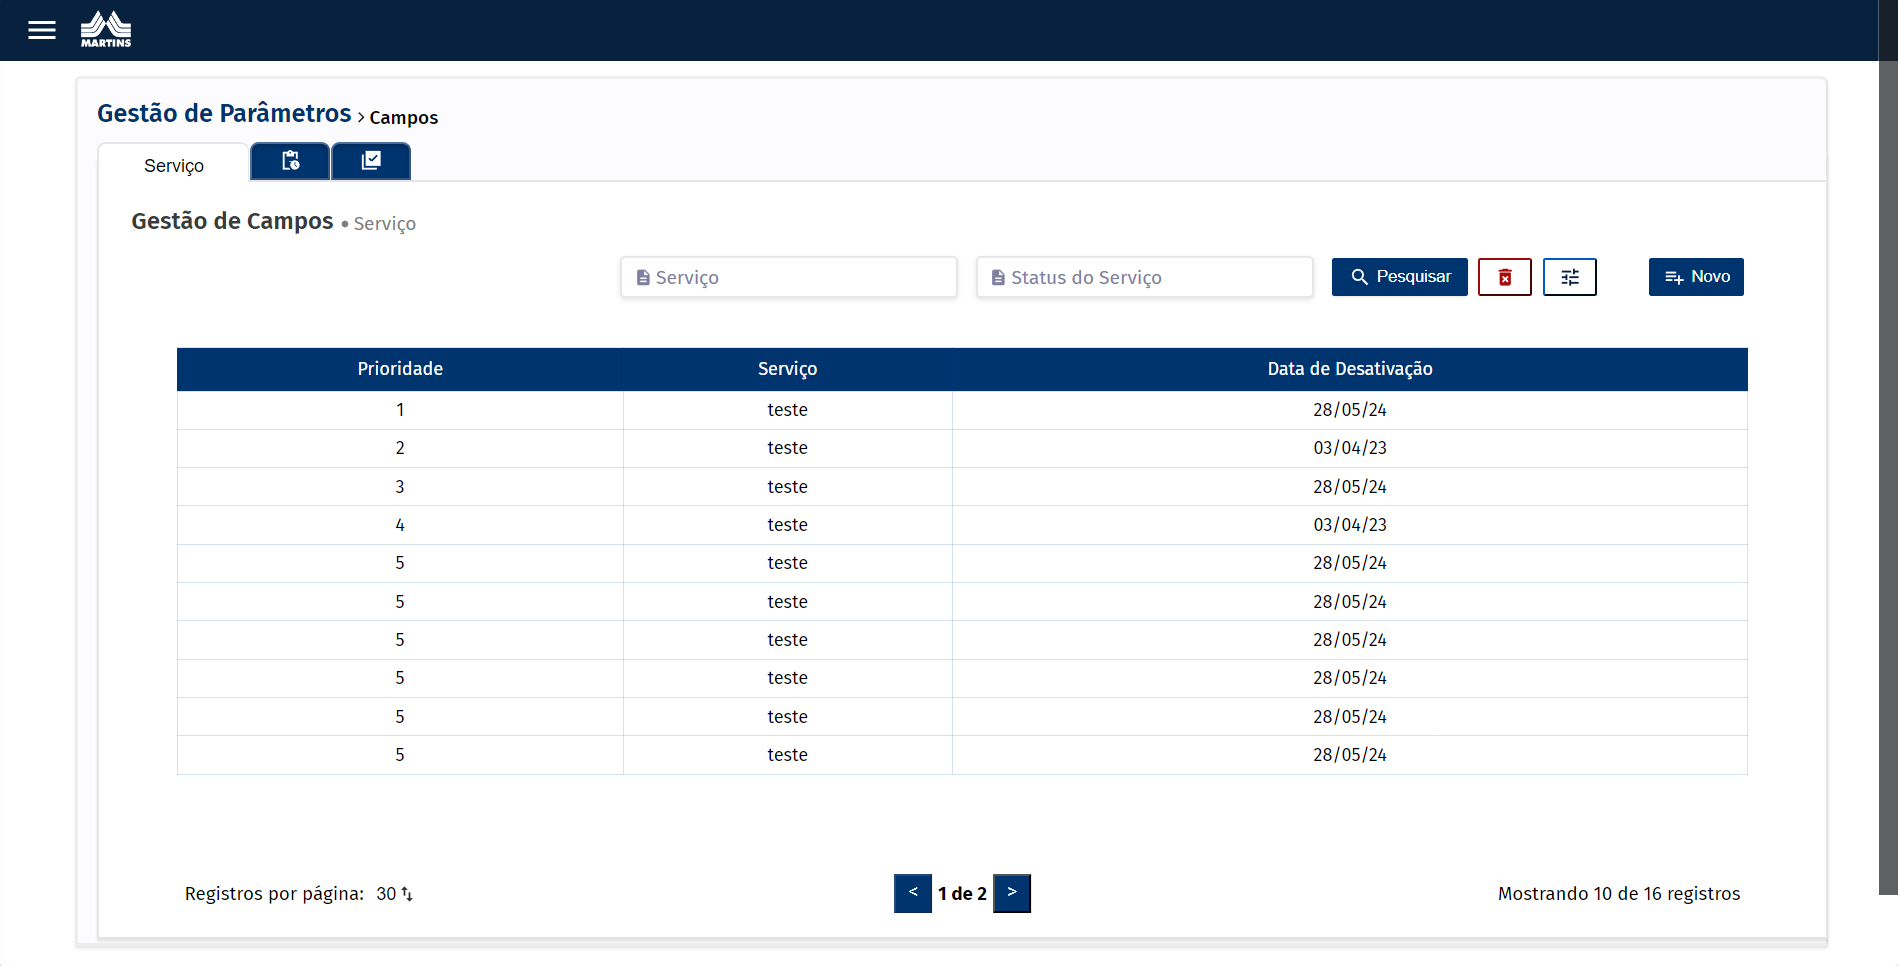 MARTINS
Gestão de Parâmetros > Campos
Serviço
Gestão de Campos • Serviço
Serviço Status do Serviço Pesquisar Novo
Prioridade Serviço Data de Desativação
1 teste 28/05/24
2 teste 03/04/23
3 teste 28/05/24
4 teste 03/04/23
5 teste 28/05/24
5 teste 28/05/24
5 teste 28/05/24
5 teste 28/05/24
5 teste 28/05/24
5 teste 28/05/24
Registros por página: 30 < 1 de 2 > Mostrando 10 de 16 registros